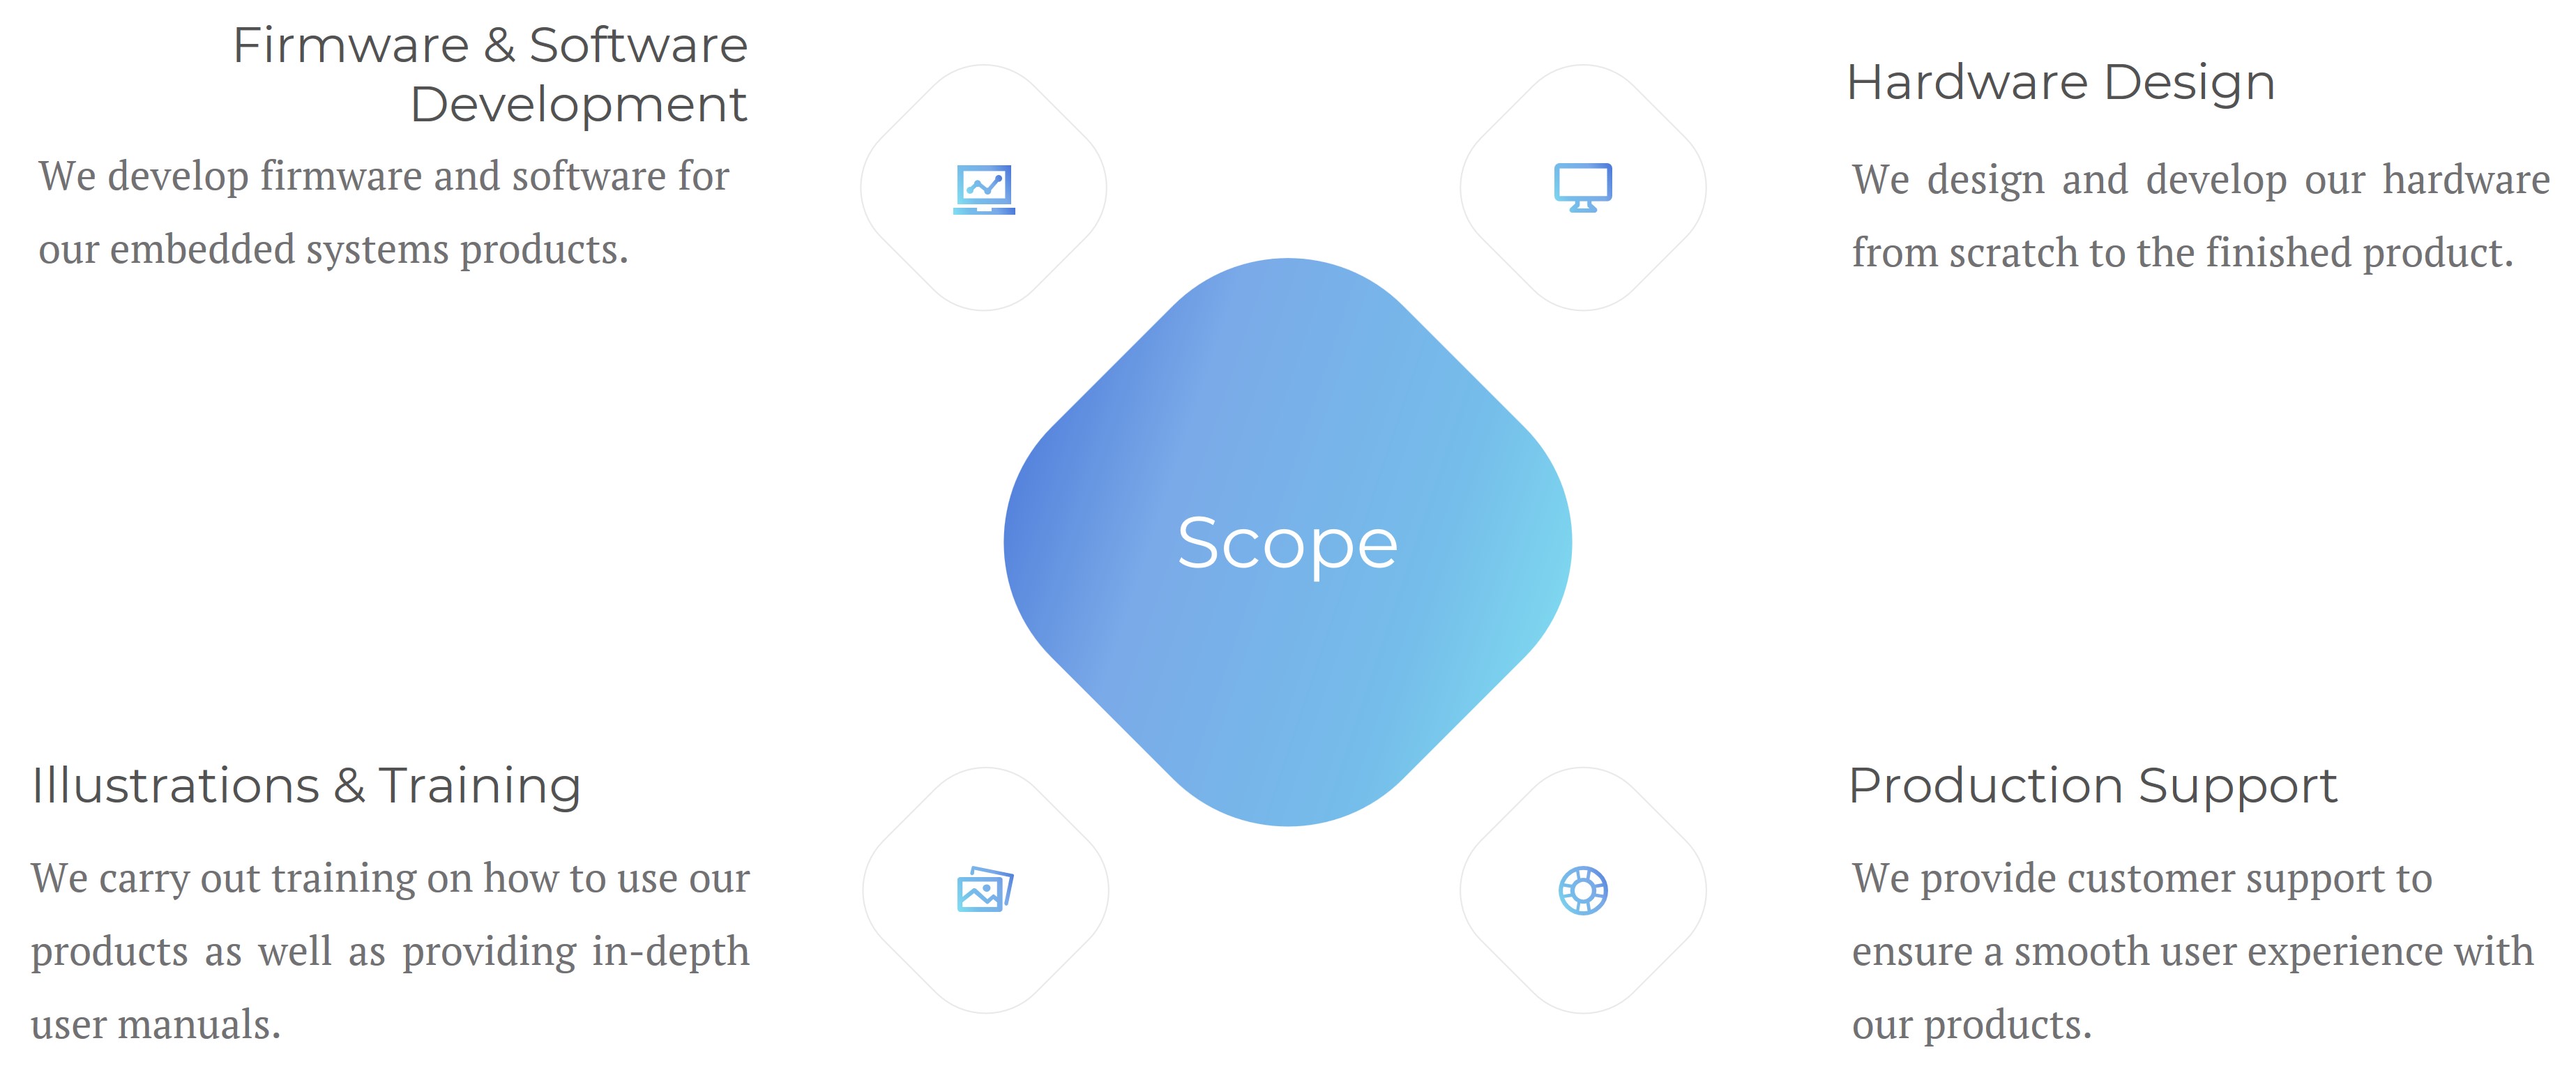 Firmware & Software
Development
We develop firmware and software for
our embedded systems products.
Hardware Design
We design and develop our hardware
from scratch to the finished product.
Scope
Illustrations & Training
We carry out training on how to use our
products as well as providing in-depth
user manuals.
Production Support
We provide customer support to
ensure a smooth user experience with
our products.